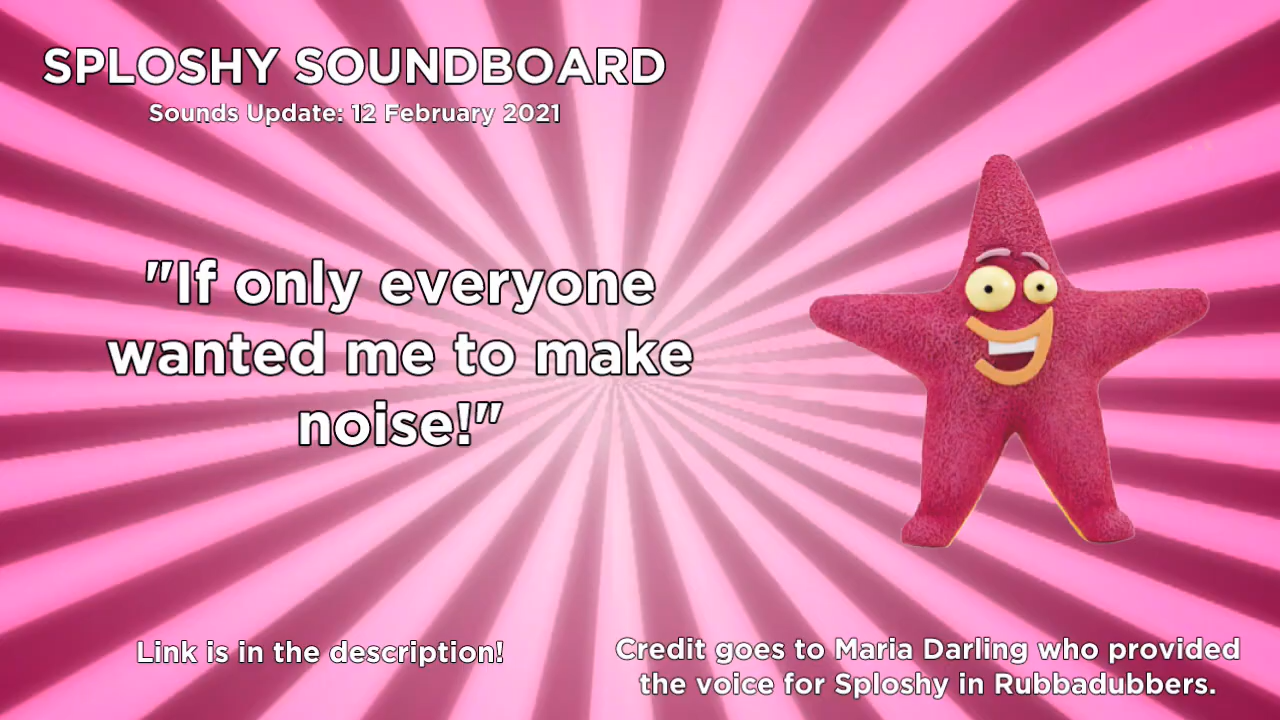 SPLOSHY SOUNDBOARD
Sounds Update: 12 February 2021
"If only everyone
wanted me to make
noise!"
Link is in the description!
Credit goes to Maria Darling who provided
the voice for Sploshy in Rubbadubbers.